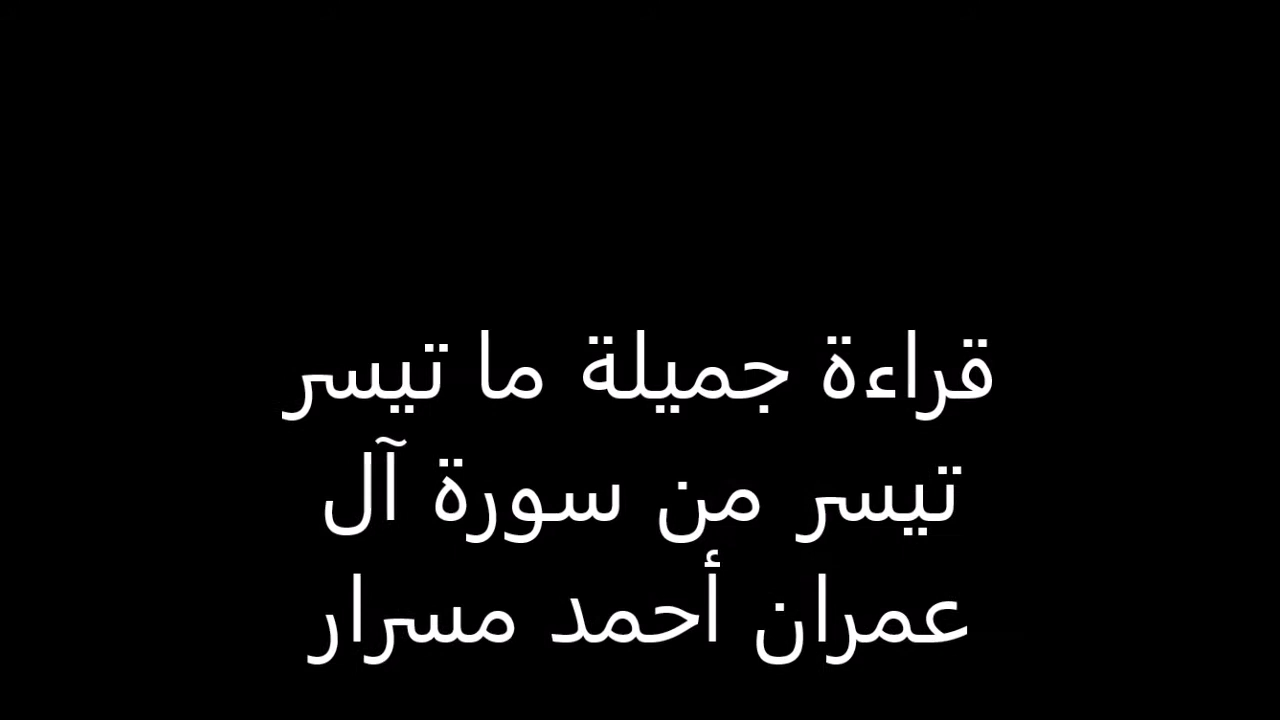 قراءة جميلة ما تيسر
تيسر من سورة آل
عمران أحمد مسرار